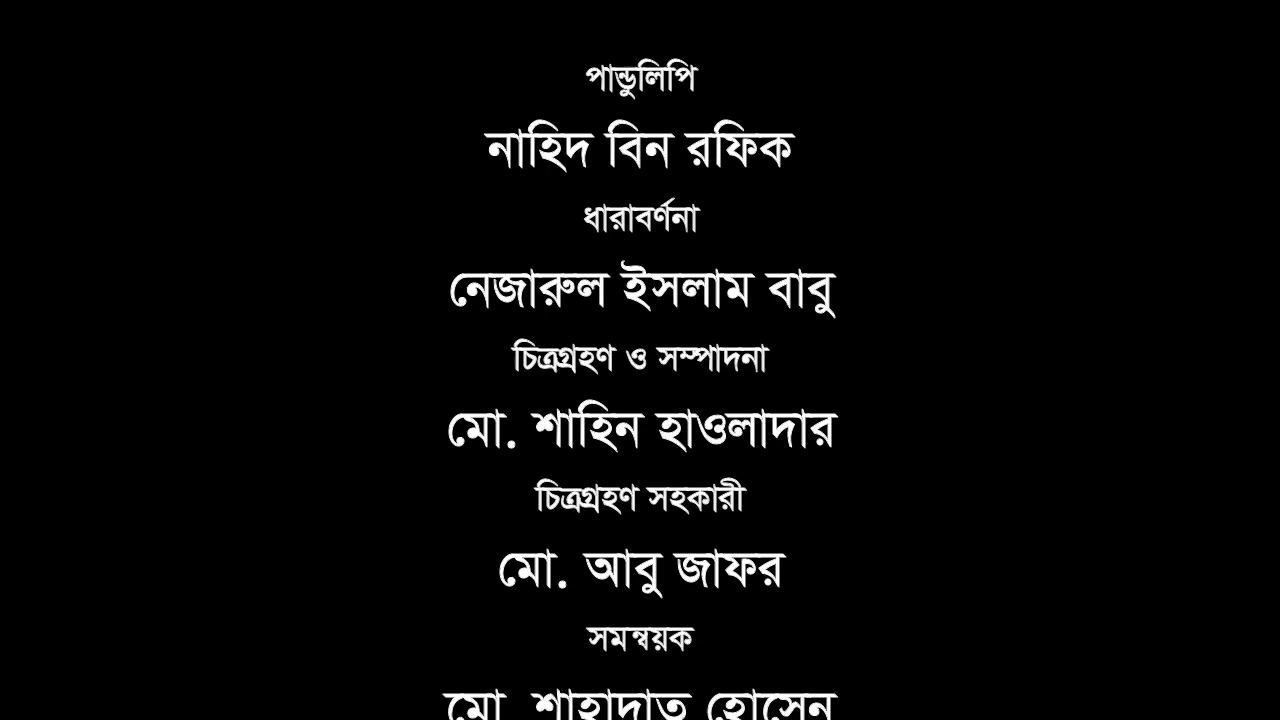 পান্ডুলিপি
নাহিদ বিন রফিক
ধারাবর্ণনা
নেজারুল ইসলাম বাবু
চিত্রগ্রহণ ও সম্পাদনা
মো. শাহিন হাওলাদার
চিত্রগ্রহণ সহকারী
মো. আবু জাফর
সমন্বয়ক
মো. শাহাদাত হোসেন